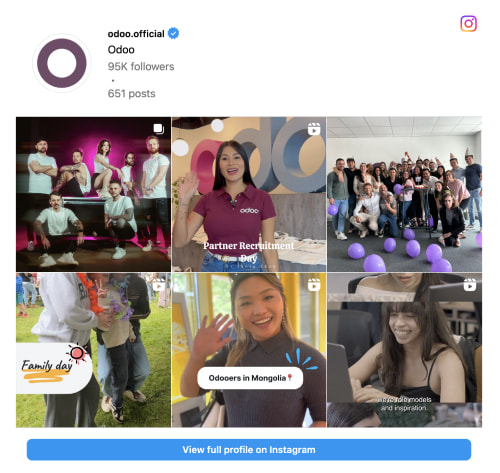 odoo.official
Odoo
95K followers
·
651 posts
odoo
odoo
Partner Recruitment
Day
Family day
Odooers in Mongolia
role models
and inspiration
View full profile on Instagram